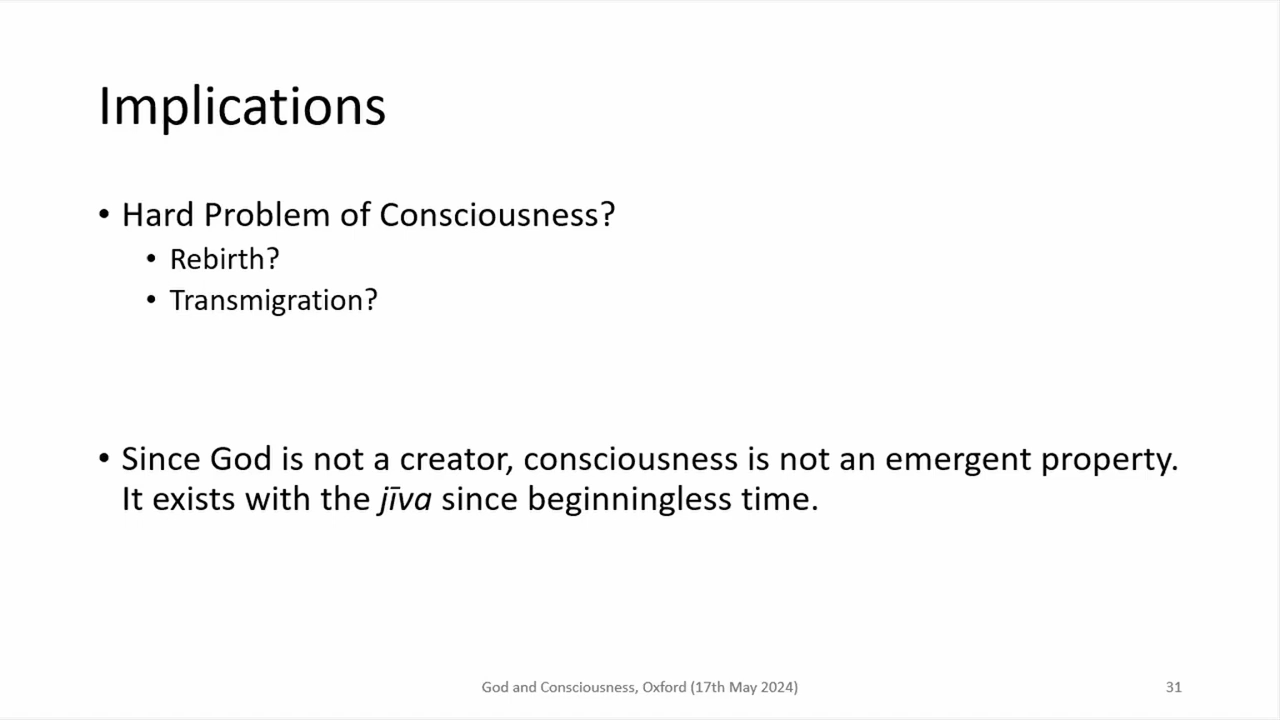 Implications
• Hard Problem of Consciousness?
• Rebirth?
• Transmigration?
• Since God is not a creator, consciousness is not an emergent property.
It exists with the jīva since beginningless time.
God and Consciousness, Oxford (17th May 2024)
31